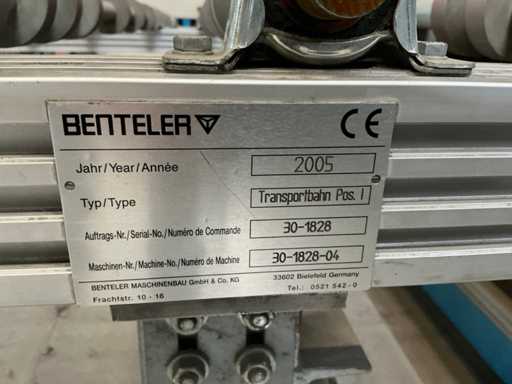 BENTELER CE
Jahr/Year/Année 2005
Typ/Type Transportbahn Pos. 1
Auftrags-Nr./Serial-No./Numéro de Commande 30-1828
Maschinen-Nr./Machine-No./Numéro de Machine 30-1828-04
BENTELER MASCHINENBAU GmbH & Co. KG 33602 Bielefeld Germany
Frachtstr. 10 - 16 Tel.: 0521 542-0